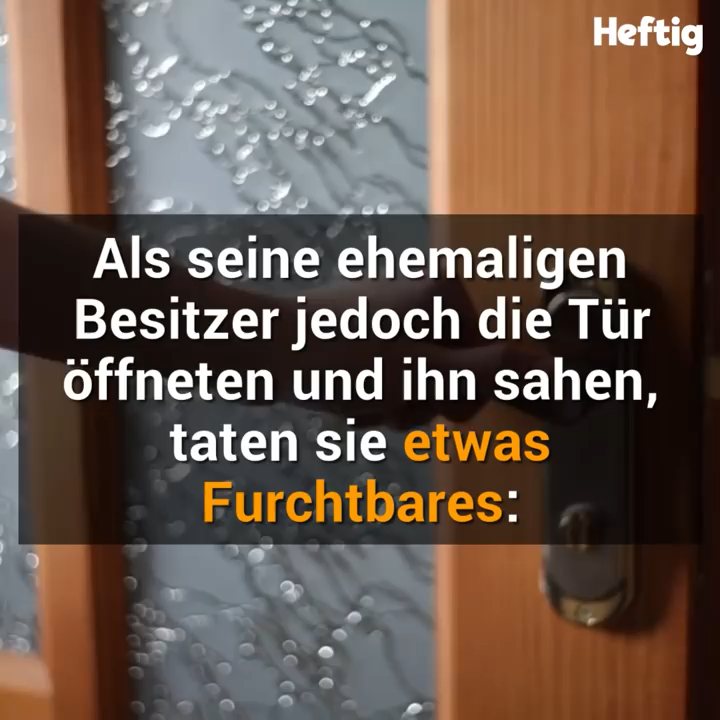 Heftig
Als seine ehemaligen
Besitzer jedoch die Tür
öffneten und ihn sahen,
taten sie etwas
Furchtbares: